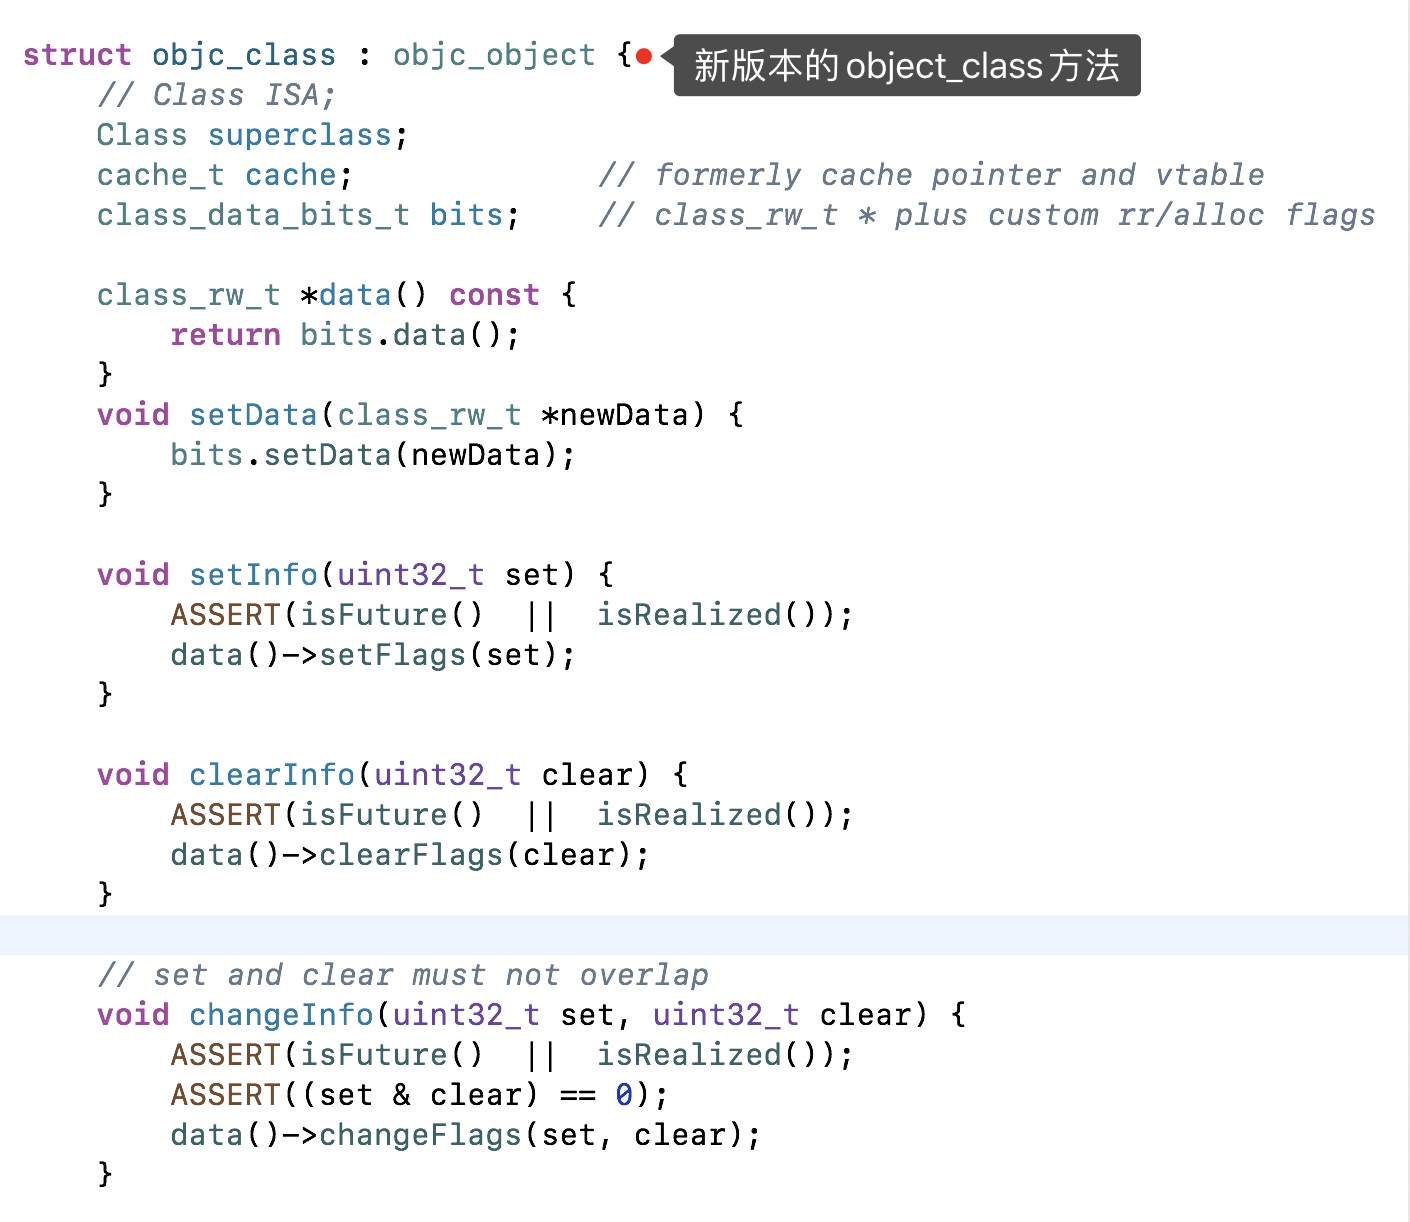 struct objc_class : objc_object { 新版本的object_class方法
    // Class ISA;
    Class superclass;
    cache_t cache;             // formerly cache pointer and vtable
    class_data_bits_t bits;    // class_rw_t * plus custom rr/alloc flags

    class_rw_t *data() const {
        return bits.data();
    }
    void setData(class_rw_t *newData) {
        bits.setData(newData);
    }

    void setInfo(uint32_t set) {
        ASSERT(isFuture()  ||  isRealized());
        data()->setFlags(set);
    }

    void clearInfo(uint32_t clear) {
        ASSERT(isFuture()  ||  isRealized());
        data()->clearFlags(clear);
    }

    // set and clear must not overlap
    void changeInfo(uint32_t set, uint32_t clear) {
        ASSERT(isFuture()  ||  isRealized());
        ASSERT((set & clear) == 0);
        data()->changeFlags(set, clear);
    }